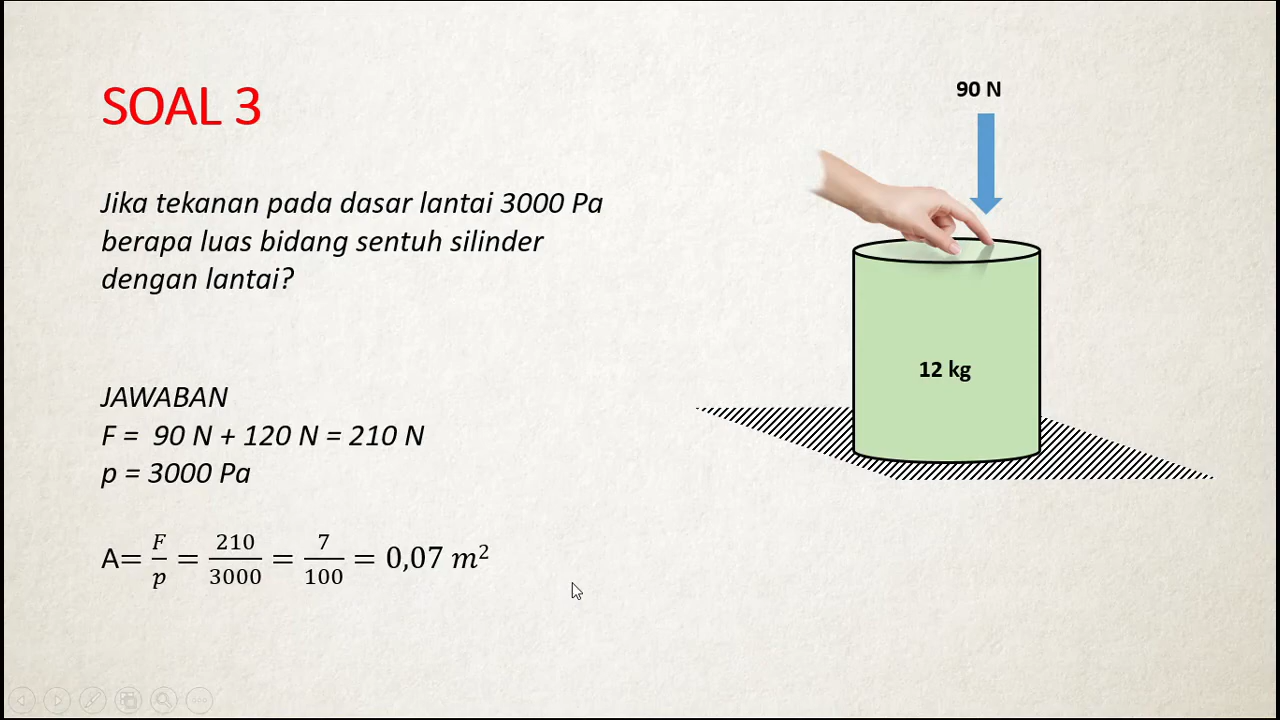 SOAL 3
Jika tekanan pada dasar lantai 3000 Pa
berapa luas bidang sentuh silinder
dengan lantai?
JAWABAN
F = 90 N + 120 N = 210 N
p = 3000 Pa
A= F/p = 210/3000 = 7/100 = 0,07 m²
90 N
12 kg